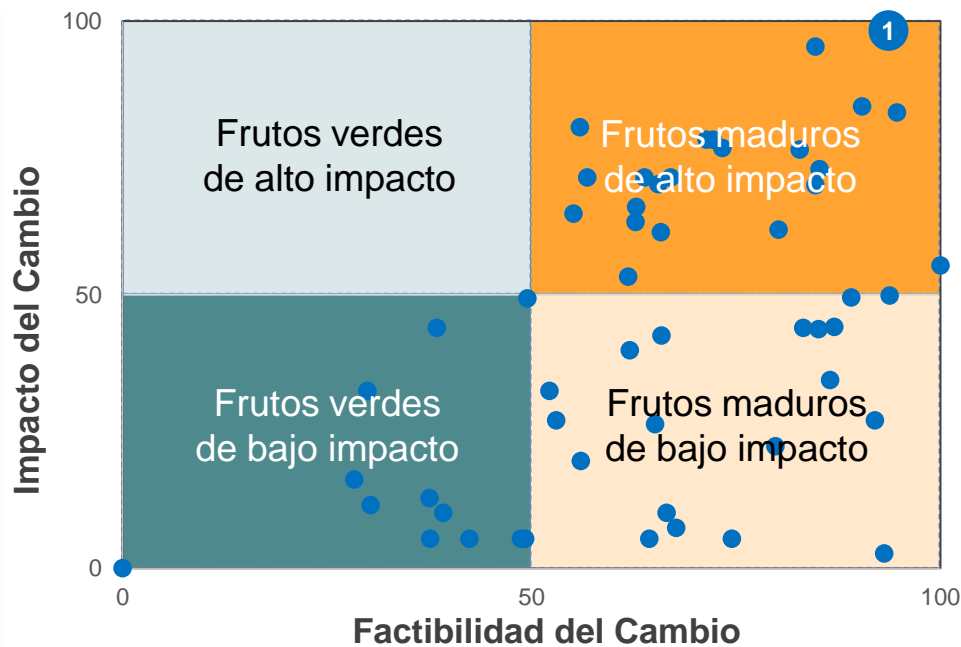 100
1
Frutos verdes
de alto impacto
Frutos maduros
de alto impacto
Impacto del Cambio
50
Frutos verdes
de bajo impacto
Frutos maduros
de bajo impacto
0
0
50
100
Factibilidad del Cambio